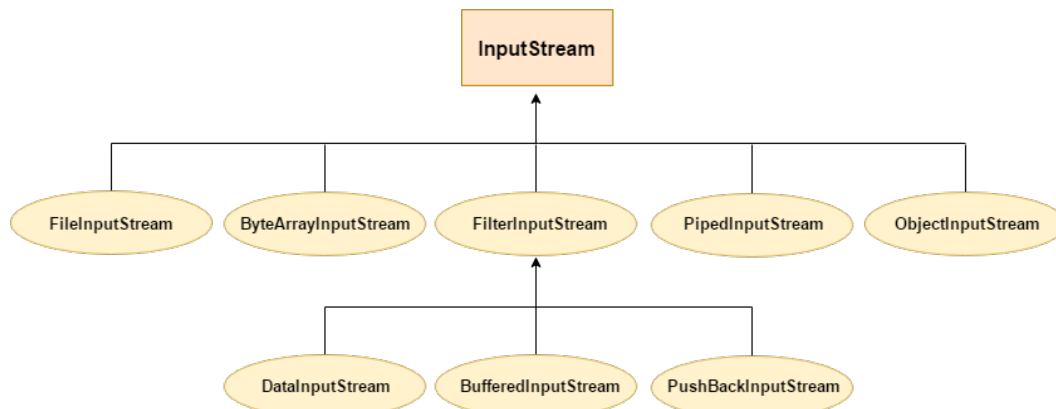 InputStream
FileInputStream
ByteArrayInputStream
FilterInputStream
PipedInputStream
ObjectInputStream
DataInputStream
BufferedInputStream
PushBackInputStream